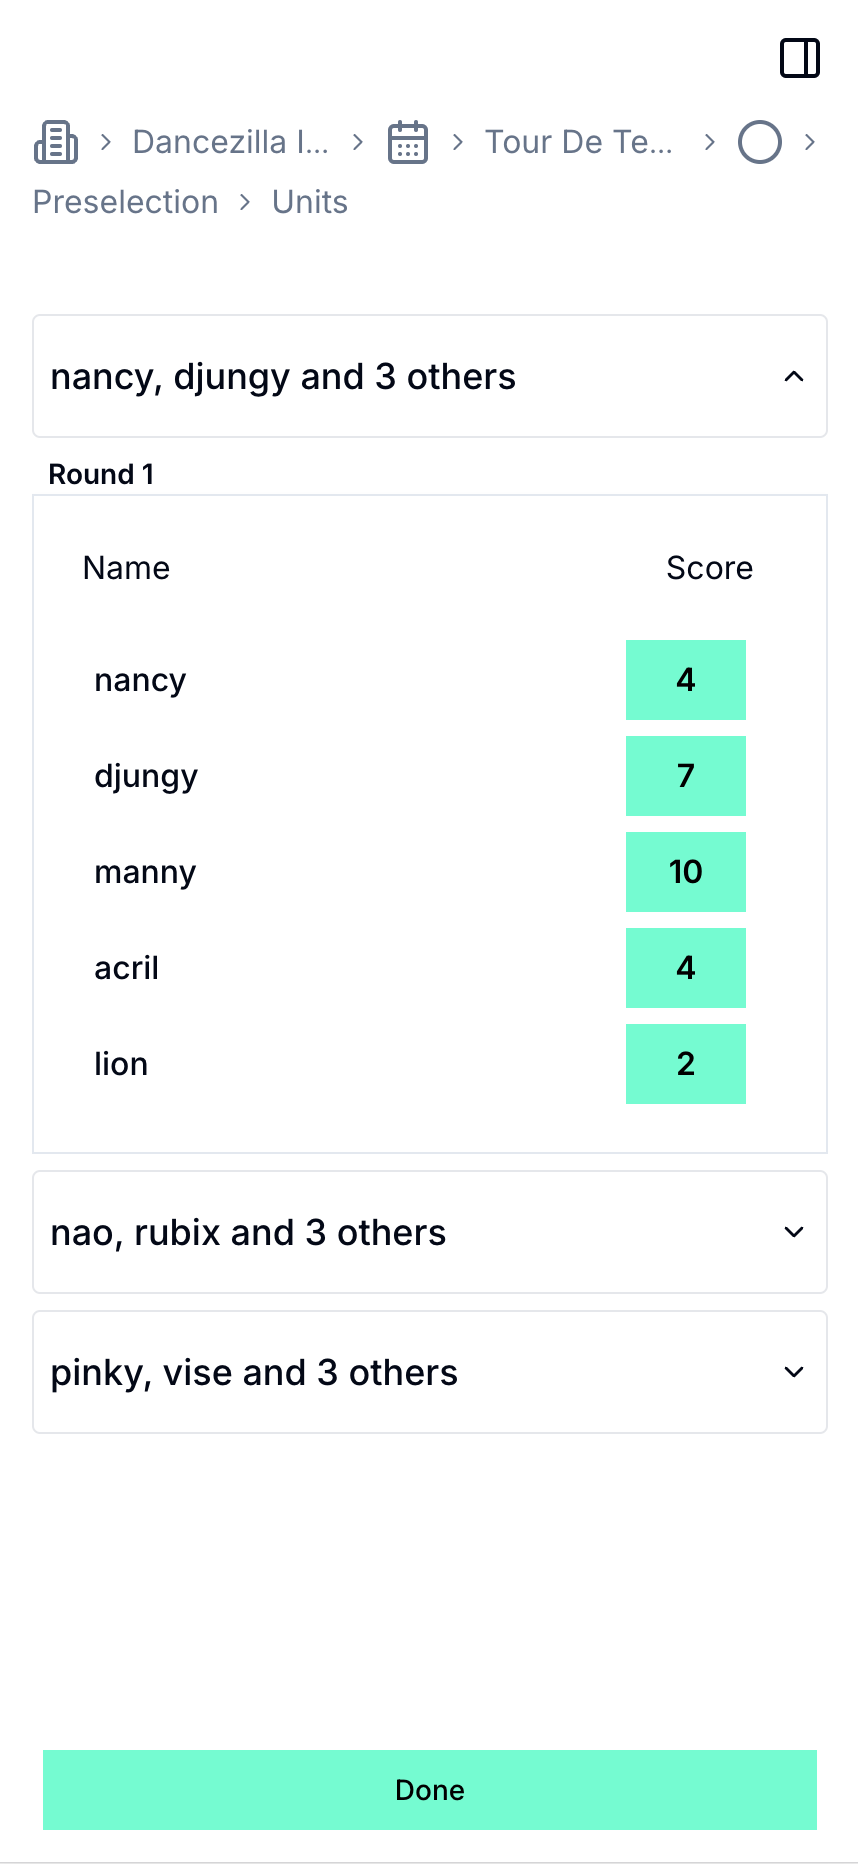 Dancezilla I... Tour De Te...
Preselection Units
nancy, djungy and 3 others
Round 1
Name Score
nancy 4
djungy 7
manny 10
acril 4
lion 2
nao, rubix and 3 others
pinky, vise and 3 others
Done